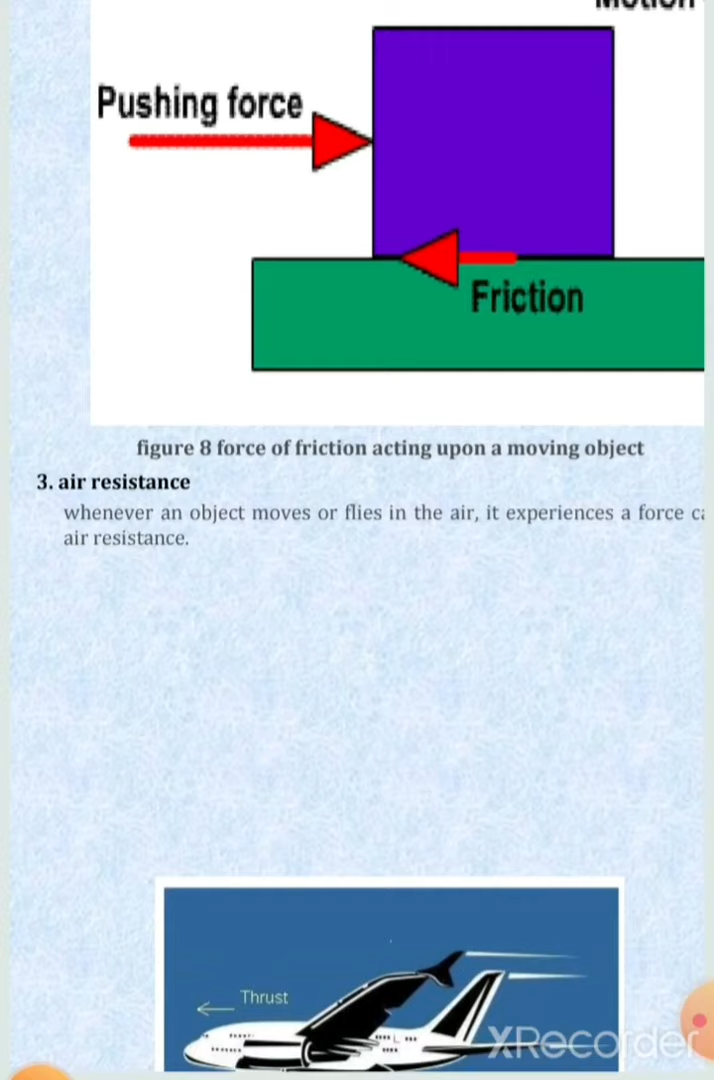 Motion
Pushing force
Friction
figure 8 force of friction acting upon a moving object
3. air resistance
whenever an object moves or flies in the air, it experiences a force
air resistance.
Thrust
XRecorder